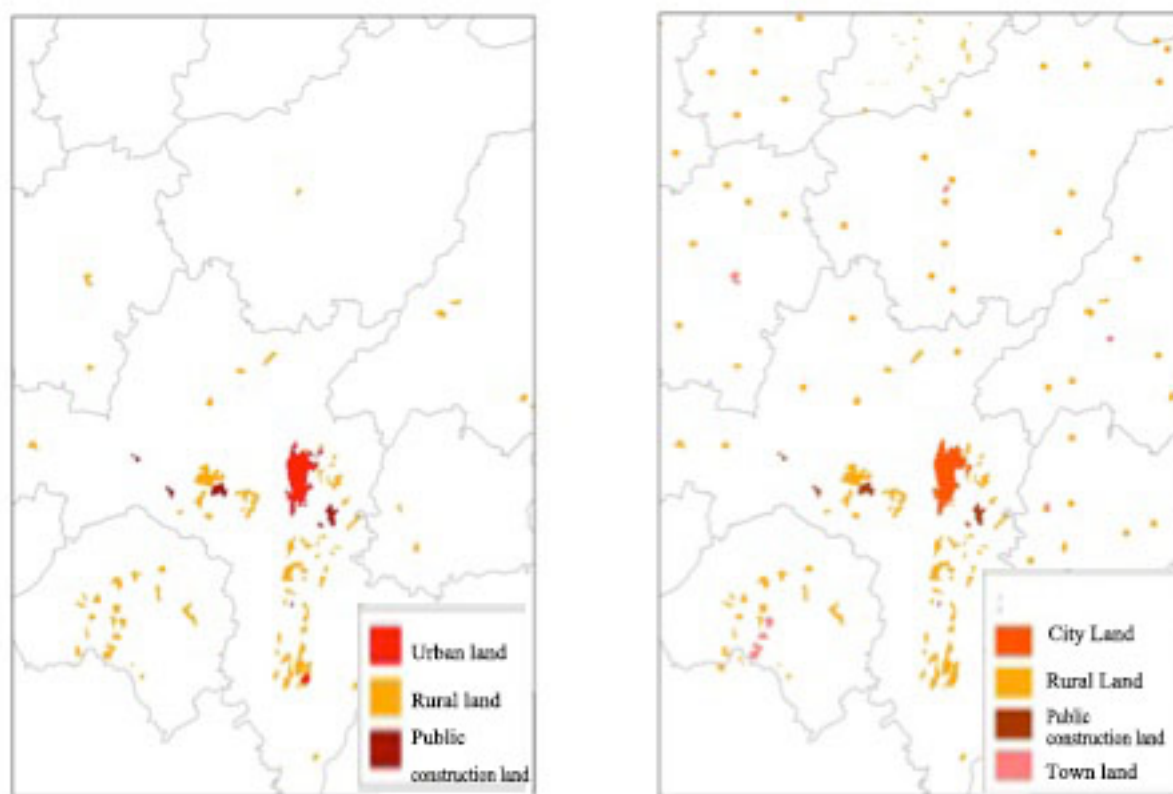 Urban land
Rural land
Public
construction land
City Land
Rural Land
Public
construction land
Town land